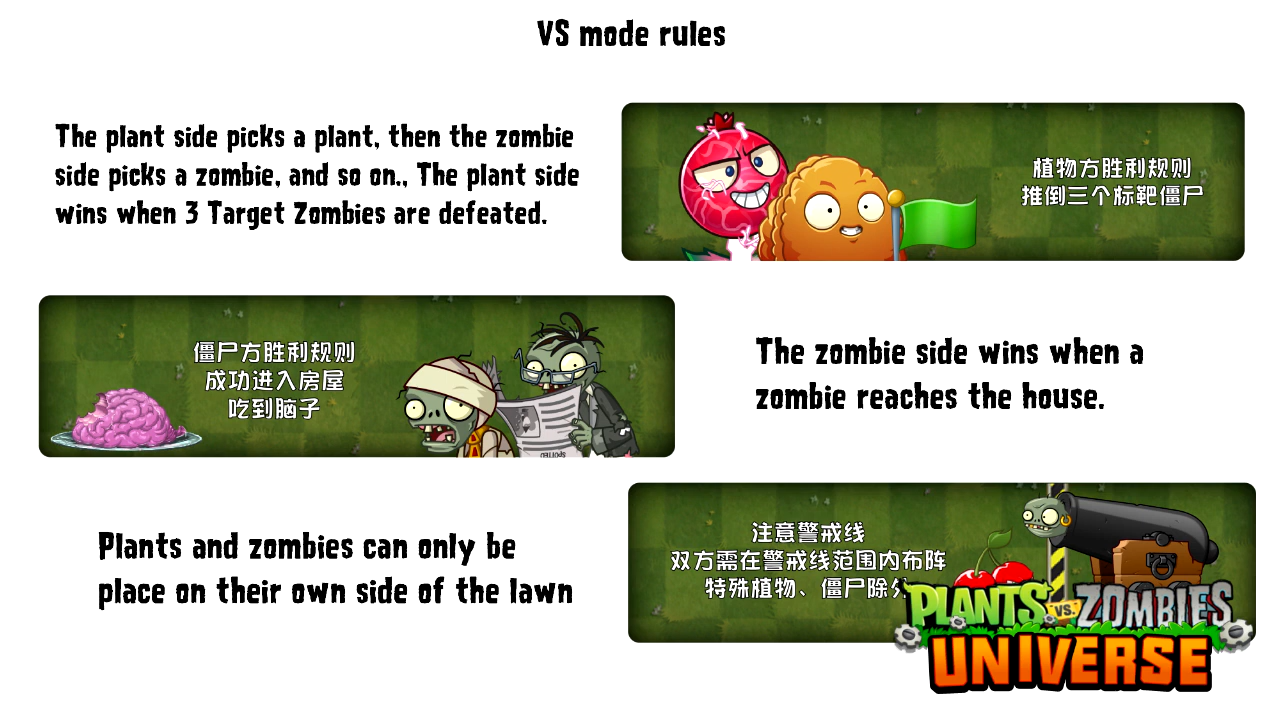 VS mode rules
The plant side picks a plant, then the zombie
side picks a zombie, and so on., The plant side
wins when 3 Target Zombies are defeated.
植物方胜利规则
推倒三个标靶僵尸
僵尸方胜利规则
成功进入房屋
吃到脑子
SPOTTED
The zombie side wins when a
zombie reaches the house.
Plants and zombies can only be
place on their own side of the lawn
注意警戒线
双方需在警戒线范围内布阵
特殊植物、僵尸除外
PLANTS VS. ZOMBIES
UNIVERSE